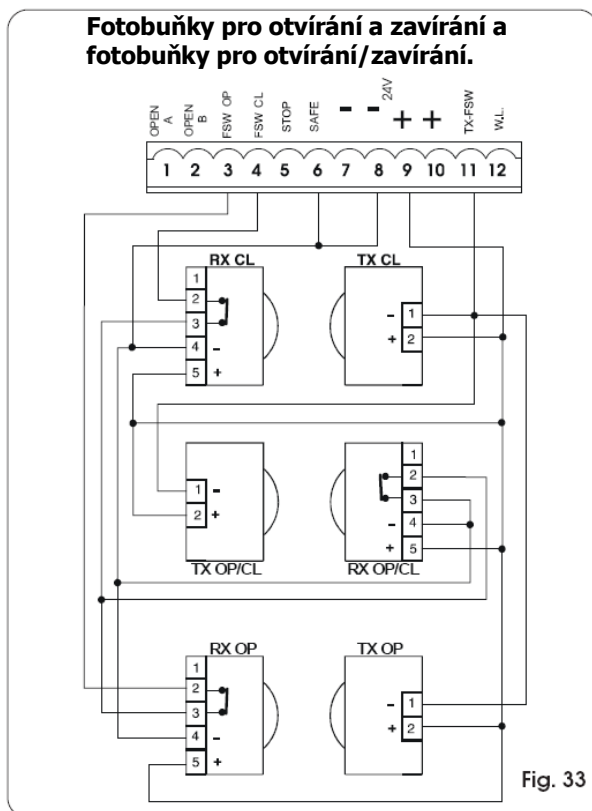 Fotobuňky pro otvírání a zavírání a
fotobuňky pro otvírání/zavírání.
OPEN A
OPEN B
FSW OP
FSW CL
STOP
SAFE
- - 24V
+ +
TX-FSW
W.L.
1 2 3 4 5 6 7 8 9 10 11 12
RX CL
1
2
3
4 -
5 +
TX CL
- 1
+ 2
1 -
2 +
TX OP/CL
1
2
3
- 4
+ 5
RX OP/CL
RX OP
1
2
3
4 -
5 +
TX OP
- 1
+ 2
Fig. 33